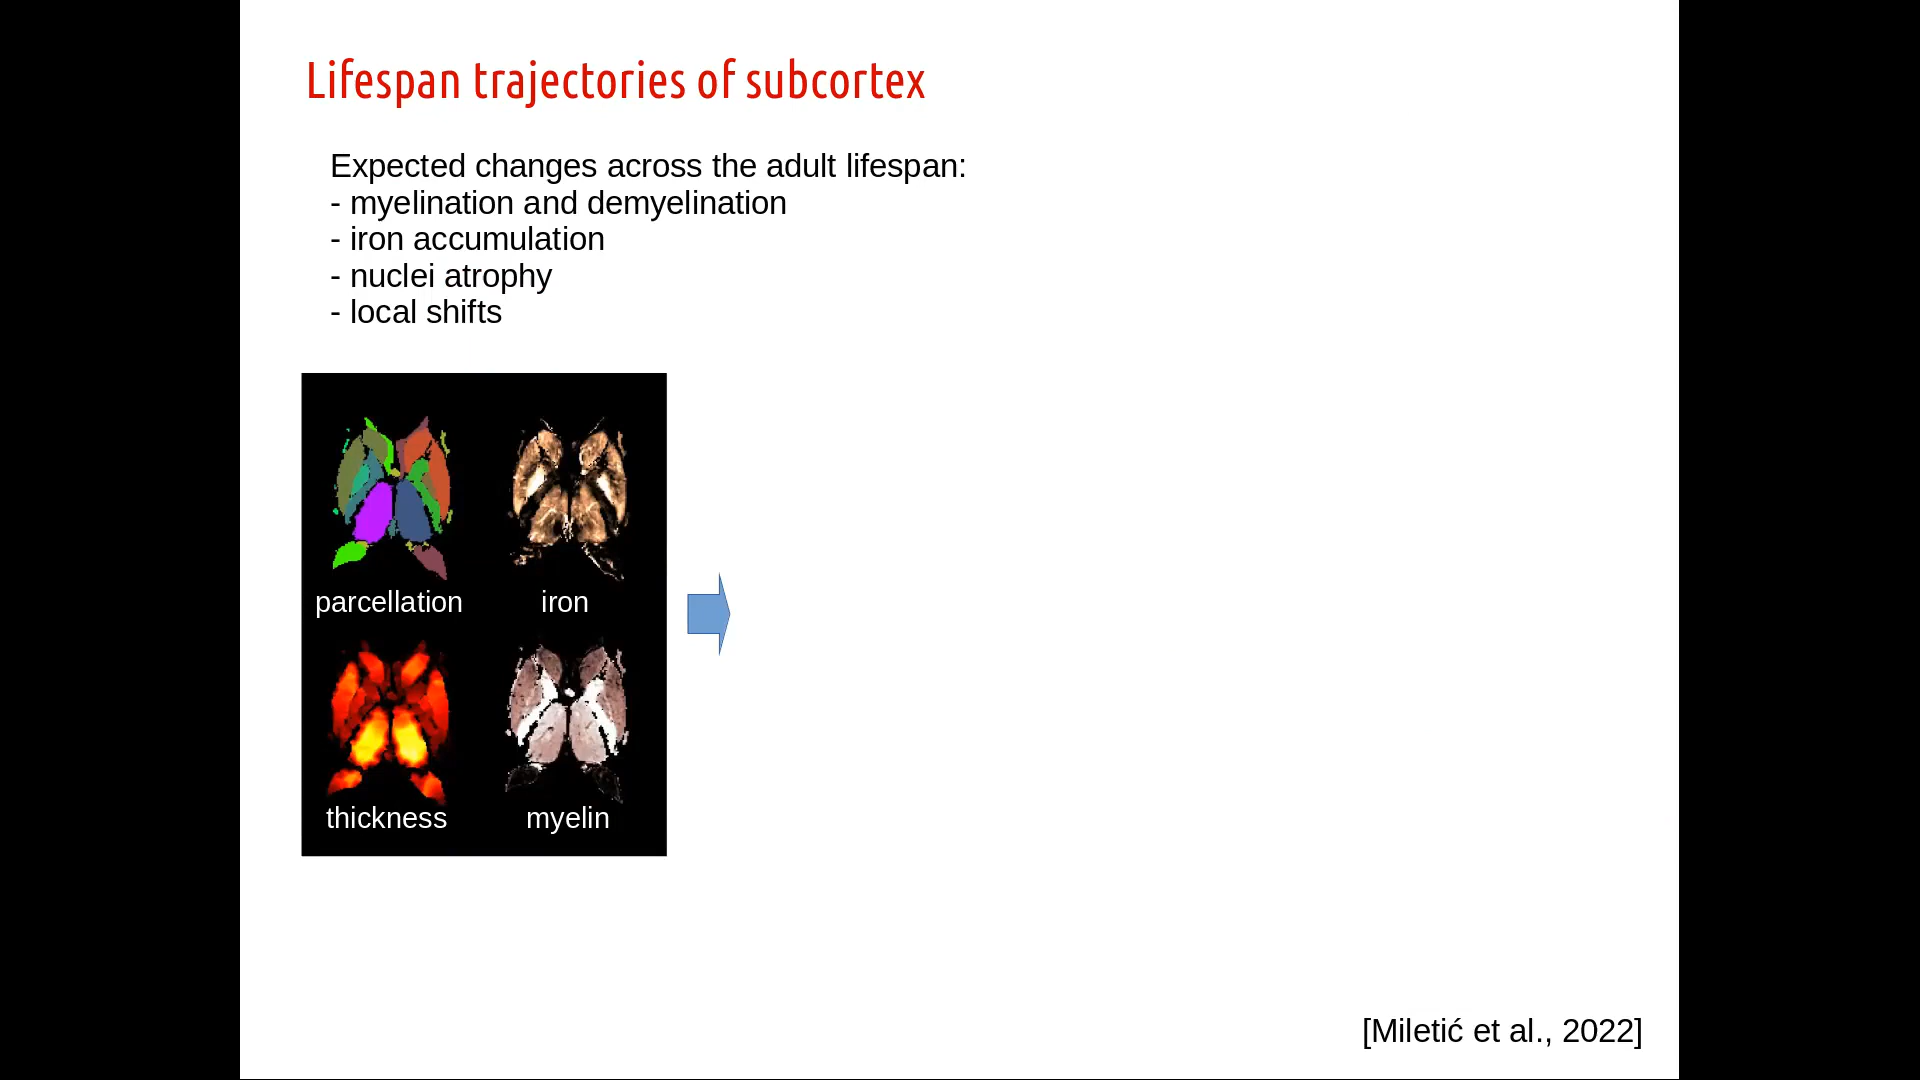 Lifespan trajectories of subcortex
Expected changes across the adult lifespan:
- myelination and demyelination
- iron accumulation
- nuclei atrophy
- local shifts
parcellation
iron
thickness
myelin
[Miletić et al., 2022]